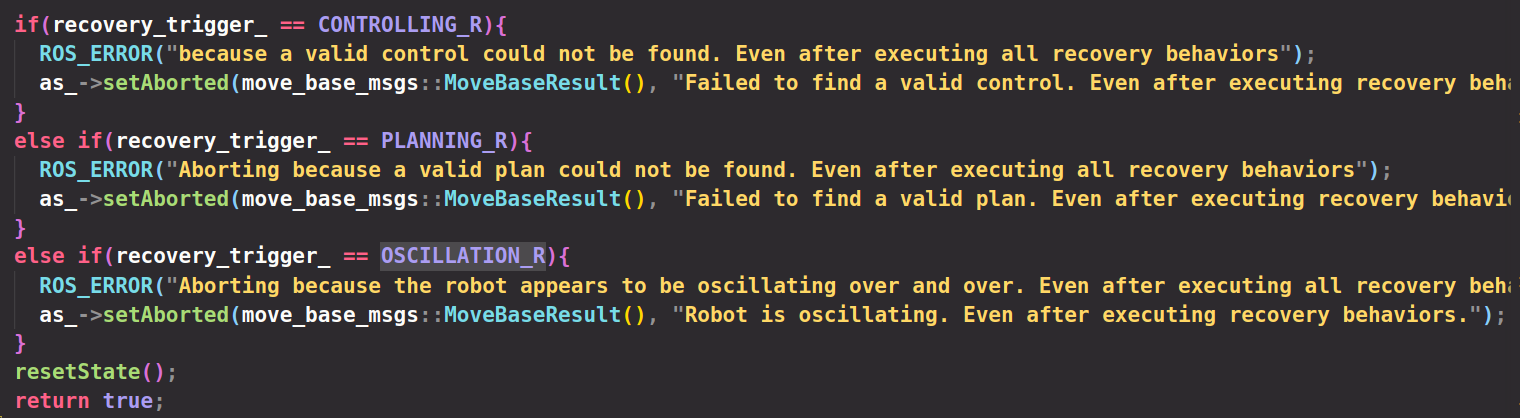 if(recovery_trigger_ == CONTROLLING_R){
  ROS_ERROR("because a valid control could not be found. Even after executing all recovery behaviors");
  as_->setAborted(move_base_msgs::MoveBaseResult(), "Failed to find a valid control. Even after executing recovery beha
}
else if(recovery_trigger_ == PLANNING_R){
  ROS_ERROR("Aborting because a valid plan could not be found. Even after executing all recovery behaviors");
  as_->setAborted(move_base_msgs::MoveBaseResult(), "Failed to find a valid plan. Even after executing recovery behavi
}
else if(recovery_trigger_ == OSCILLATION_R){
  ROS_ERROR("Aborting because the robot appears to be oscillating over and over. Even after executing all recovery beha
  as_->setAborted(move_base_msgs::MoveBaseResult(), "Robot is oscillating. Even after executing recovery behaviors.");
}
resetState();
return true;